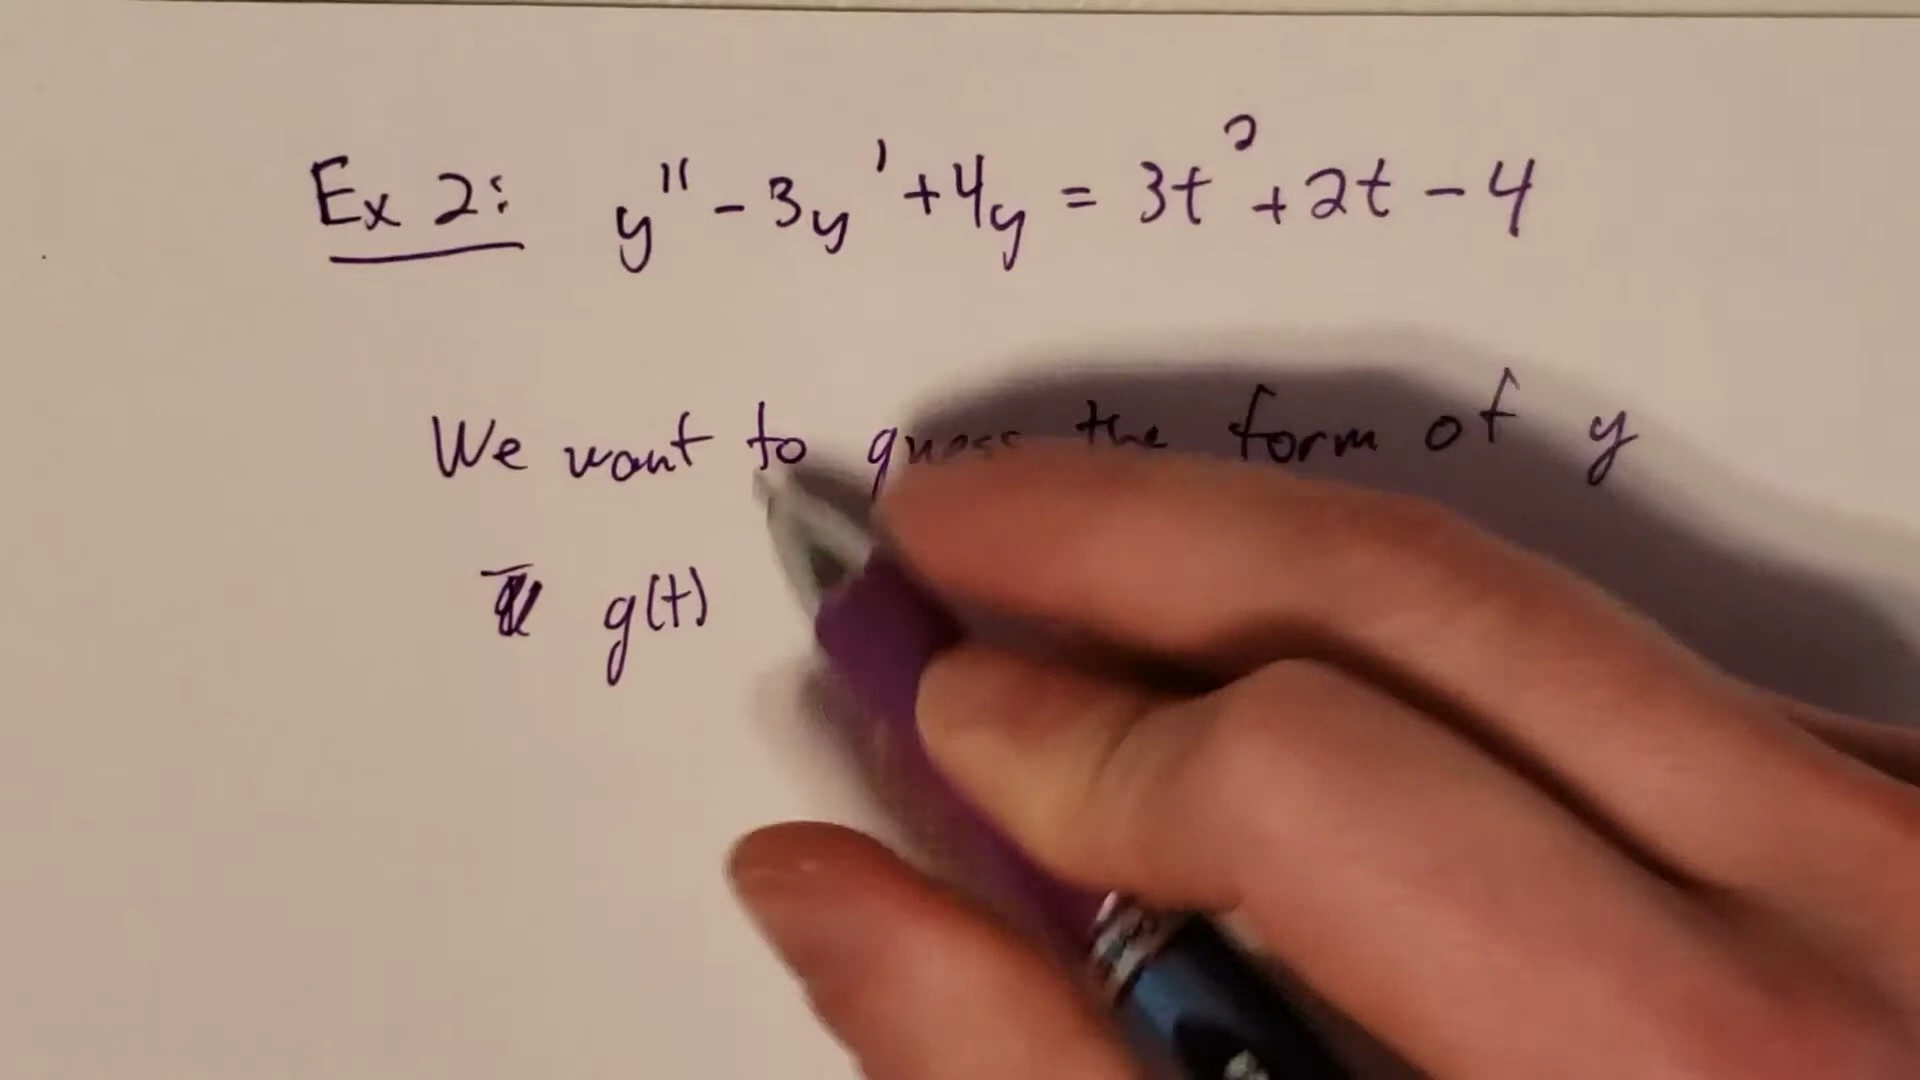 Ex 2: y'' - 3y' + 4y = 3t² + 2t - 4
We want to guess the form of y
g(t)